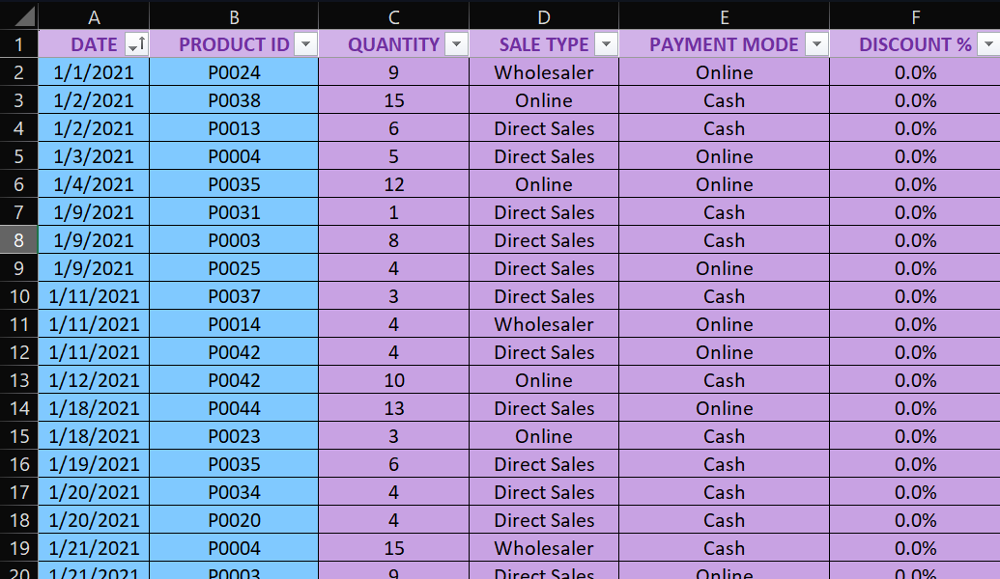 A B C D E F
1 DATE PRODUCT ID QUANTITY SALE TYPE PAYMENT MODE DISCOUNT %
2 1/1/2021 P0024 9 Wholesaler Online 0.0%
3 1/2/2021 P0038 15 Online Cash 0.0%
4 1/2/2021 P0013 6 Direct Sales Cash 0.0%
5 1/3/2021 P0004 5 Direct Sales Online 0.0%
6 1/4/2021 P0035 12 Online Online 0.0%
7 1/9/2021 P0031 1 Direct Sales Cash 0.0%
8 1/9/2021 P0003 8 Direct Sales Cash 0.0%
9 1/9/2021 P0025 4 Direct Sales Online 0.0%
10 1/11/2021 P0037 3 Direct Sales Cash 0.0%
11 1/11/2021 P0014 4 Wholesaler Online 0.0%
12 1/11/2021 P0042 4 Direct Sales Online 0.0%
13 1/12/2021 P0042 10 Online Cash 0.0%
14 1/18/2021 P0044 13 Direct Sales Online 0.0%
15 1/18/2021 P0023 3 Online Cash 0.0%
16 1/19/2021 P0035 6 Direct Sales Cash 0.0%
17 1/20/2021 P0034 4 Direct Sales Cash 0.0%
18 1/20/2021 P0020 4 Direct Sales Cash 0.0%
19 1/21/2021 P0004 15 Wholesaler Cash 0.0%
20 1/21/2021 P0003 9 Direct Sales Online 0.0%